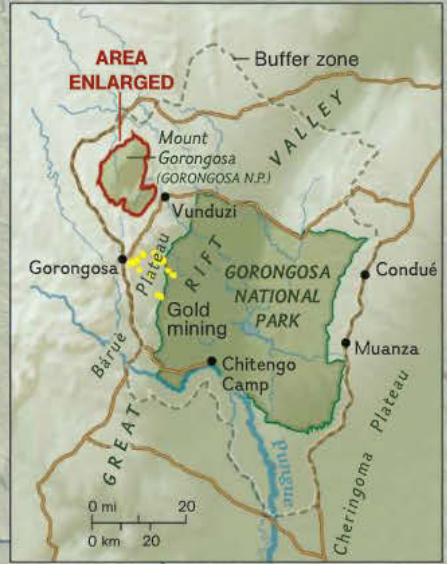 AREA
ENLARGED
Buffer zone
Mount
Gorongosa
(GORONGOSA N.P.)
VALLEY
Vunduzi
Gorongosa
Plateau
RIFT
GORONGOSA
NATIONAL
PARK
Condué
Gold
mining
Báruè
Chitengo
Camp
Muanza
GREAT
Pungue
Cheringoma Plateau
0 mi 20
0 km 20